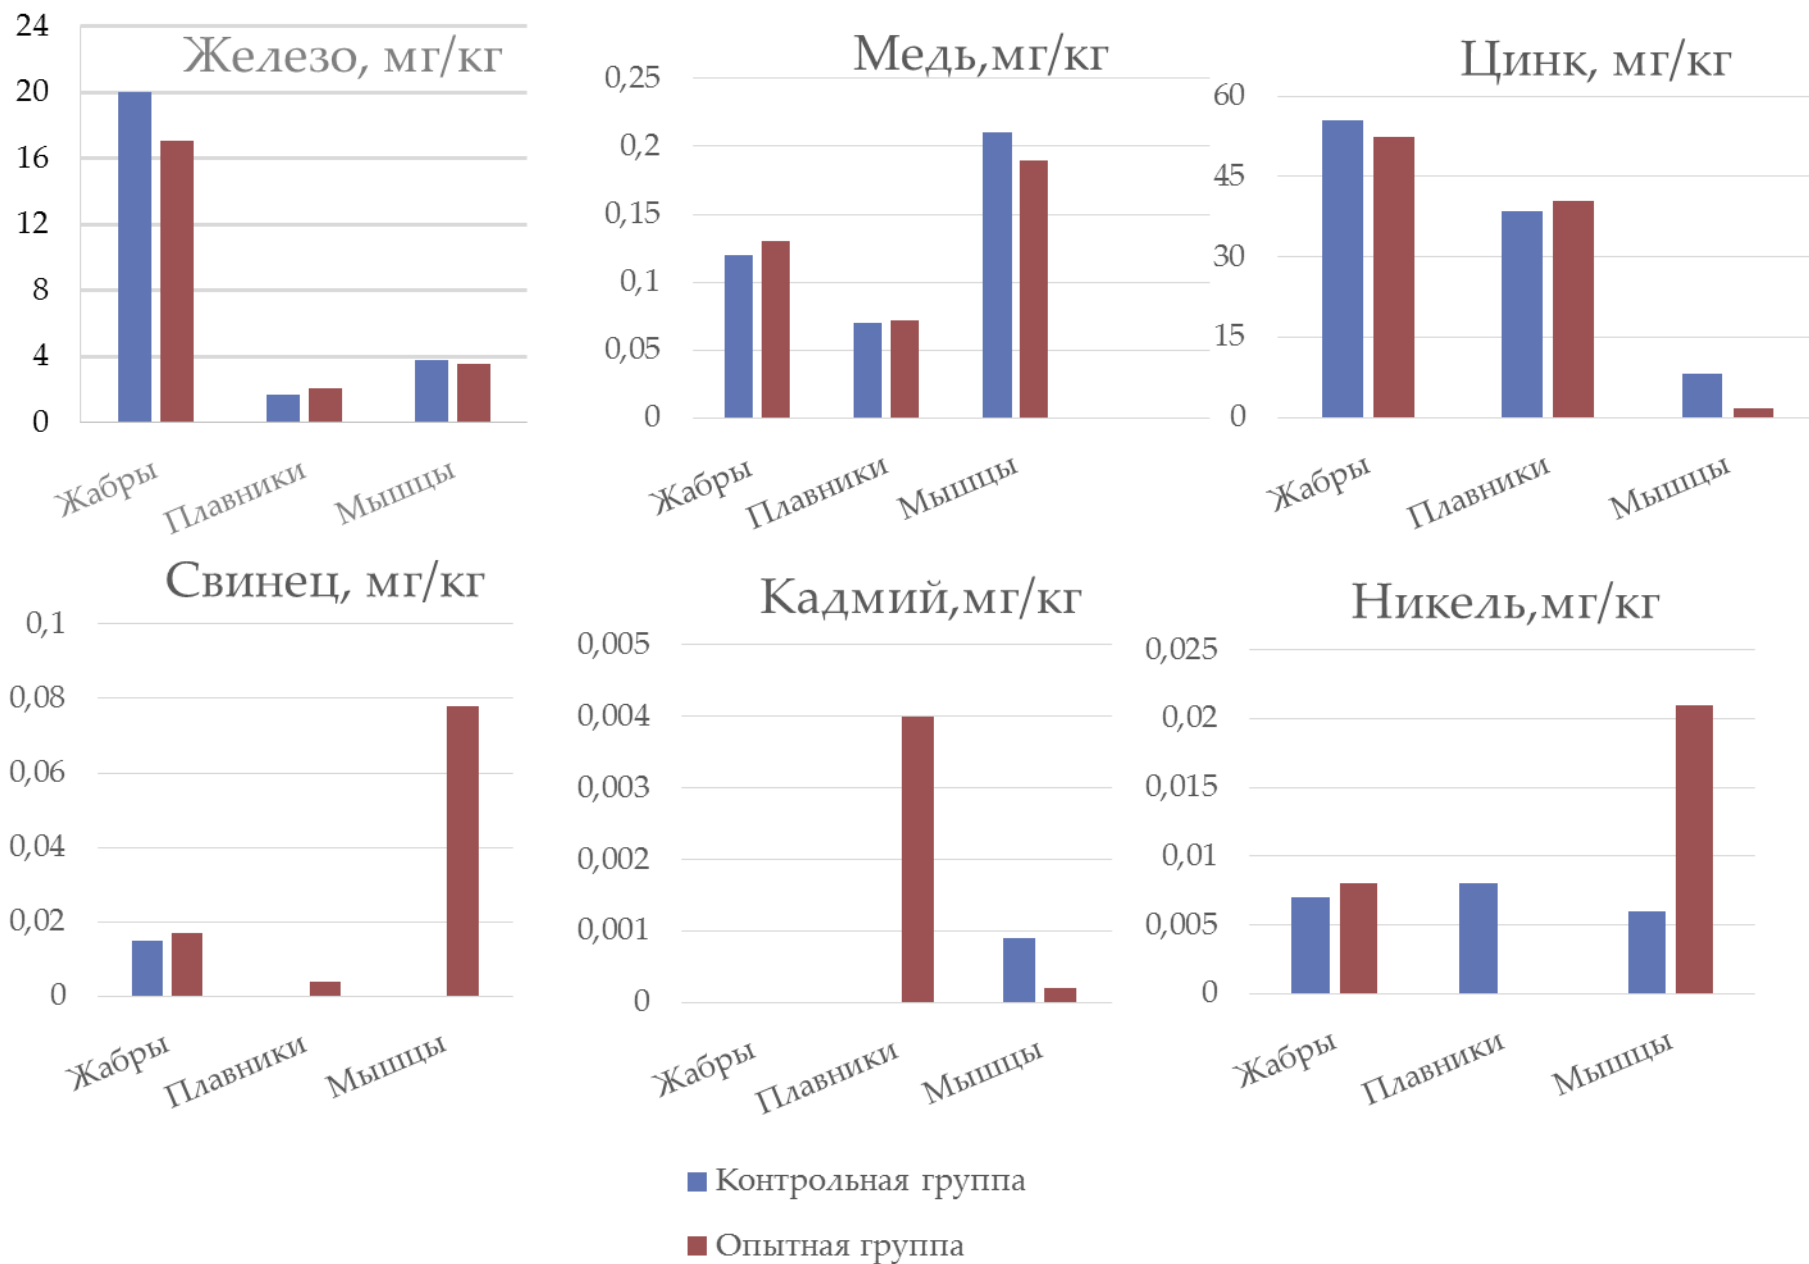 Железо, мг/кг
24
20
16
12
8
4
0
Жабры
Плавники
Мышцы
Медь,мг/кг
0,25
0,2
0,15
0,1
0,05
0
Жабры
Плавники
Мышцы
Цинк, мг/кг
60
45
30
15
0
Жабры
Плавники
Мышцы
Свинец, мг/кг
0,1
0,08
0,06
0,04
0,02
0
Жабры
Плавники
Мышцы
Кадмий,мг/кг
0,005
0,004
0,003
0,002
0,001
0
Жабры
Плавники
Мышцы
Никель,мг/кг
0,025
0,02
0,015
0,01
0,005
0
Жабры
Плавники
Мышцы
Контрольная группа
Опытная группа